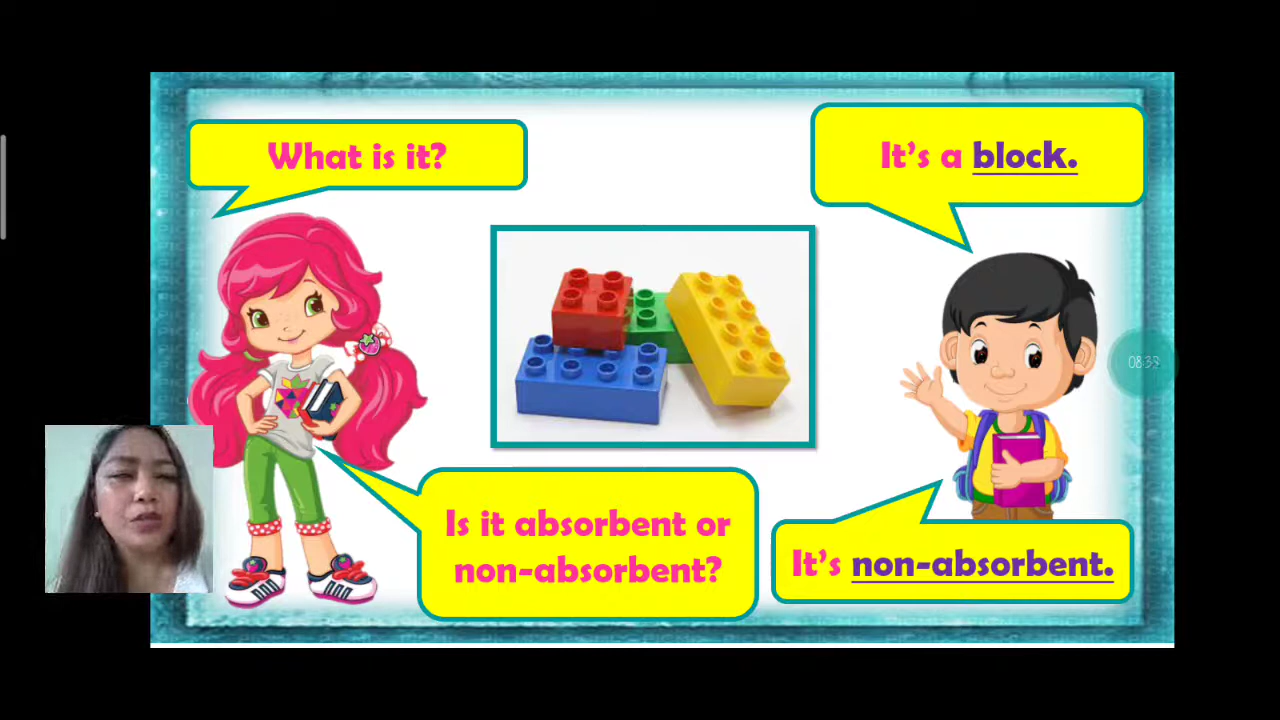 What is it?
It's a block.
Is it absorbent or
non-absorbent?
It's non-absorbent.